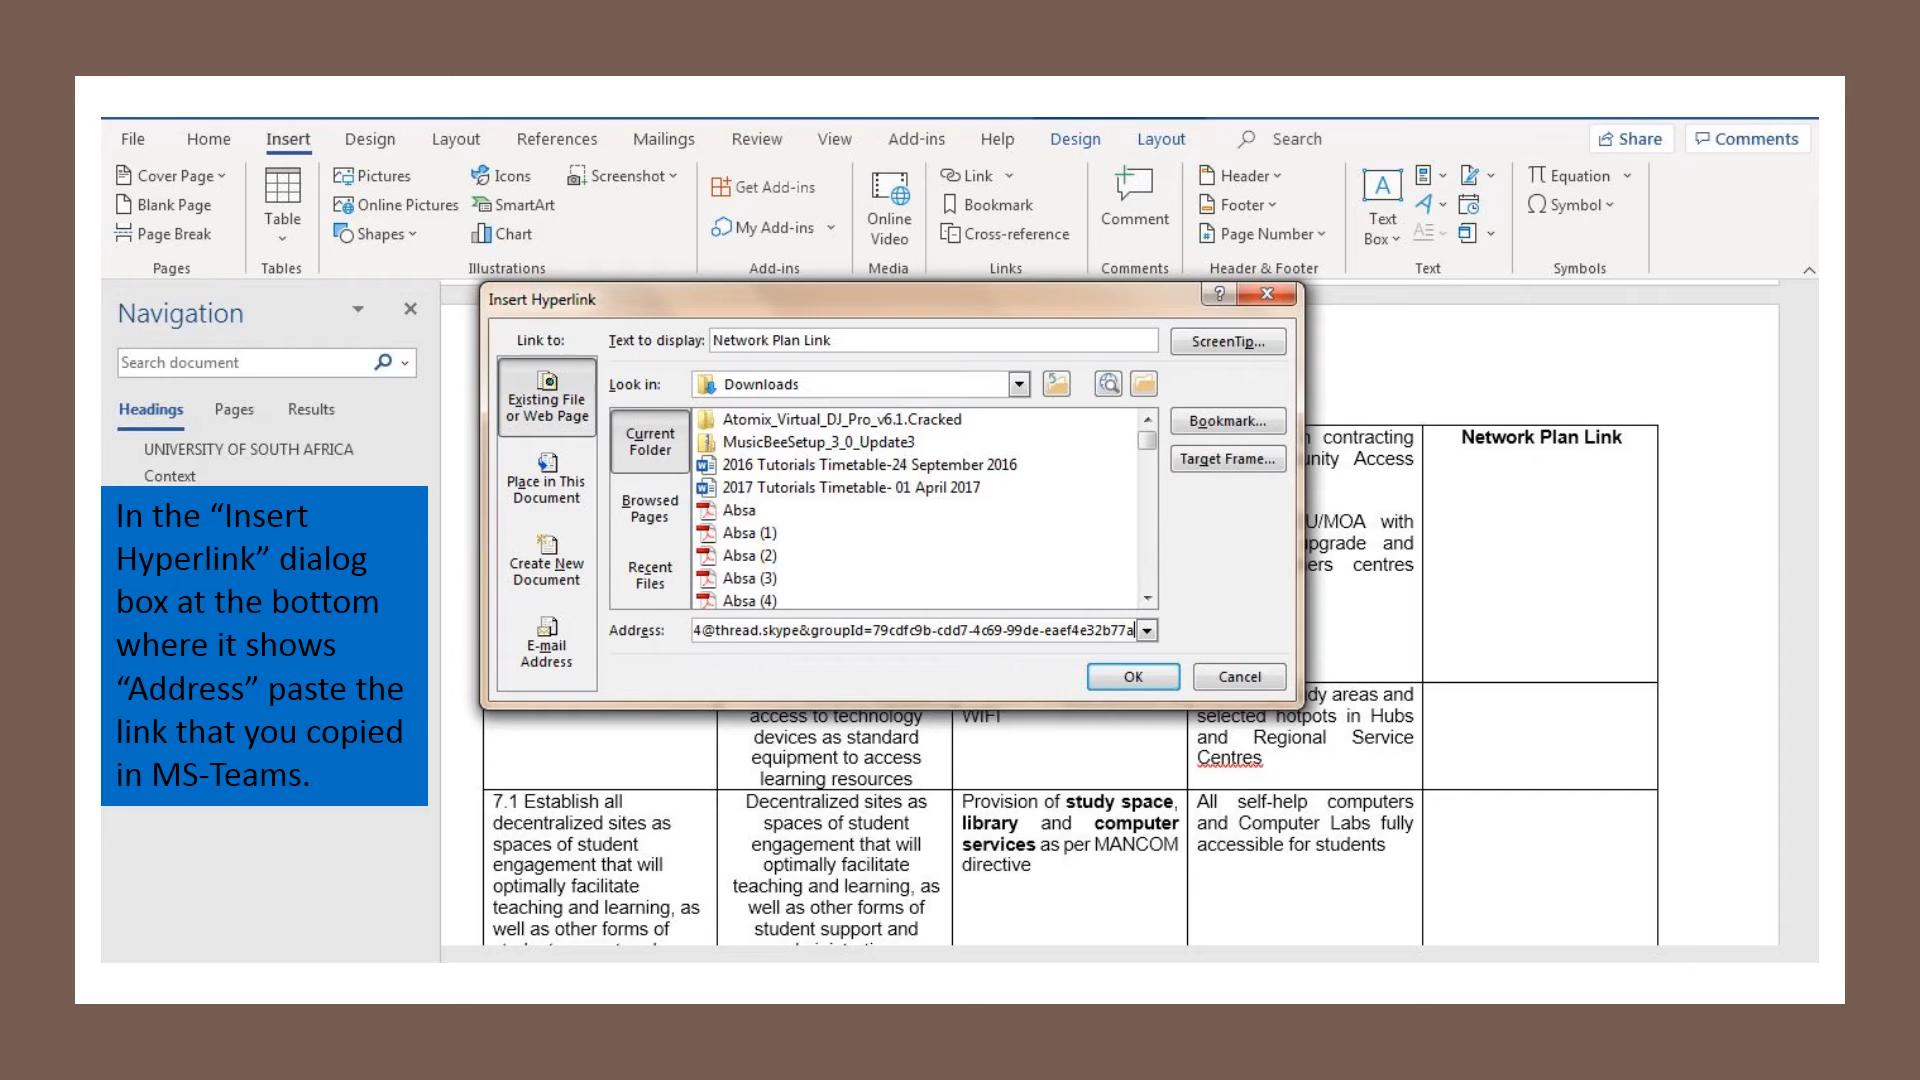 File Home Insert Design Layout References Mailings Review View Add-ins Help Design Layout Search Share Comments
Cover Page
Blank Page
Page Break
Pages
Table
Tables
Pictures
Online Pictures
Shapes
Icons
SmartArt
Chart
Screenshot
Illustrations
Get Add-ins
My Add-ins
Add-ins
Online
Video
Media
Link
Bookmark
Cross-reference
Links
Comment
Comments
Header
Footer
Page Number
Header & Footer
Text
Box
Text
Equation
Symbol
Symbols
Navigation
Search document
Headings Pages Results
UNIVERSITY OF SOUTH AFRICA
Context
In the “Insert
Hyperlink” dialog
box at the bottom
where it shows
“Address” paste the
link that you copied
in MS-Teams.
Insert Hyperlink
Link to:
Existing File
or Web Page
Place in This
Document
Create New
Document
E-mail
Address
Text to display: Network Plan Link
ScreenTip...
Look in: Downloads
Current
Folder
Browsed
Pages
Recent
Files
Atomix_Virtual_DJ_Pro_v6.1.Cracked
MusicBeeSetup_3_0_Update3
2016 Tutorials Timetable-24 September 2016
2017 Tutorials Timetable- 01 April 2017
Absa
Absa (1)
Absa (2)
Absa (3)
Absa (4)
Bookmark...
Target Frame...
Address: 4@thread.skype&groupId=79cdfc9b-cdd7-4c69-99de-eaef4e32b77a
OK Cancel
contracting
Access
U/MOA with
and
centres
Network Plan Link
access to technology
devices as standard
equipment to access
learning resources
WIFI
areas and
selected hotpots in Hubs
and Regional Service
Centres
7.1 Establish all
decentralized sites as
spaces of student
engagement that will
optimally facilitate
teaching and learning, as
well as other forms of
Decentralized sites as
spaces of student
engagement that will
optimally facilitate
teaching and learning, as
well as other forms of
student support and
Provision of study space,
library and computer
services as per MANCOM
directive
All self-help computers
and Computer Labs fully
accessible for students